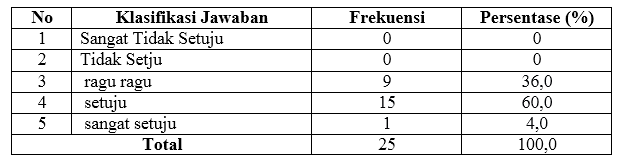 No Klasifikasi Jawaban Frekuensi Persentase (%)
1 Sangat Tidak Setuju 0 0
2 Tidak Setju 0 0
3 ragu ragu 9 36,0
4 setuju 15 60,0
5 sangat setuju 1 4,0
Total 25 100,0